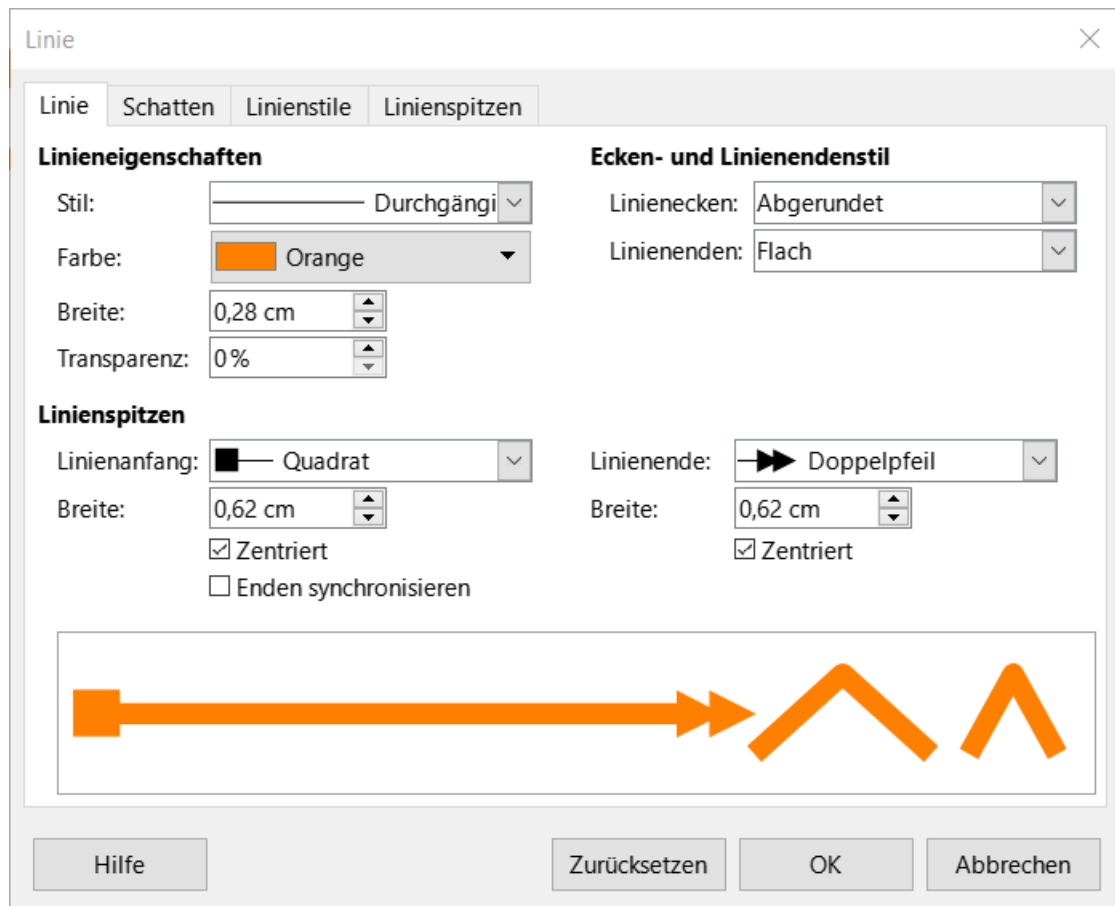 Linie
Linie Schatten Linienstile Linienspitzen
Linieneigenschaften
Stil: Durchgängi
Farbe: Orange
Breite: 0,28 cm
Transparenz: 0 %
Ecken- und Linienendenstil
Linienecken: Abgerundet
Linienenden: Flach
Linienspitzen
Linienanfang: Quadrat
Breite: 0,62 cm
Zentriert
Enden synchronisieren
Linienende: Doppelpfeil
Breite: 0,62 cm
Zentriert
Hilfe Zurücksetzen OK Abbrechen